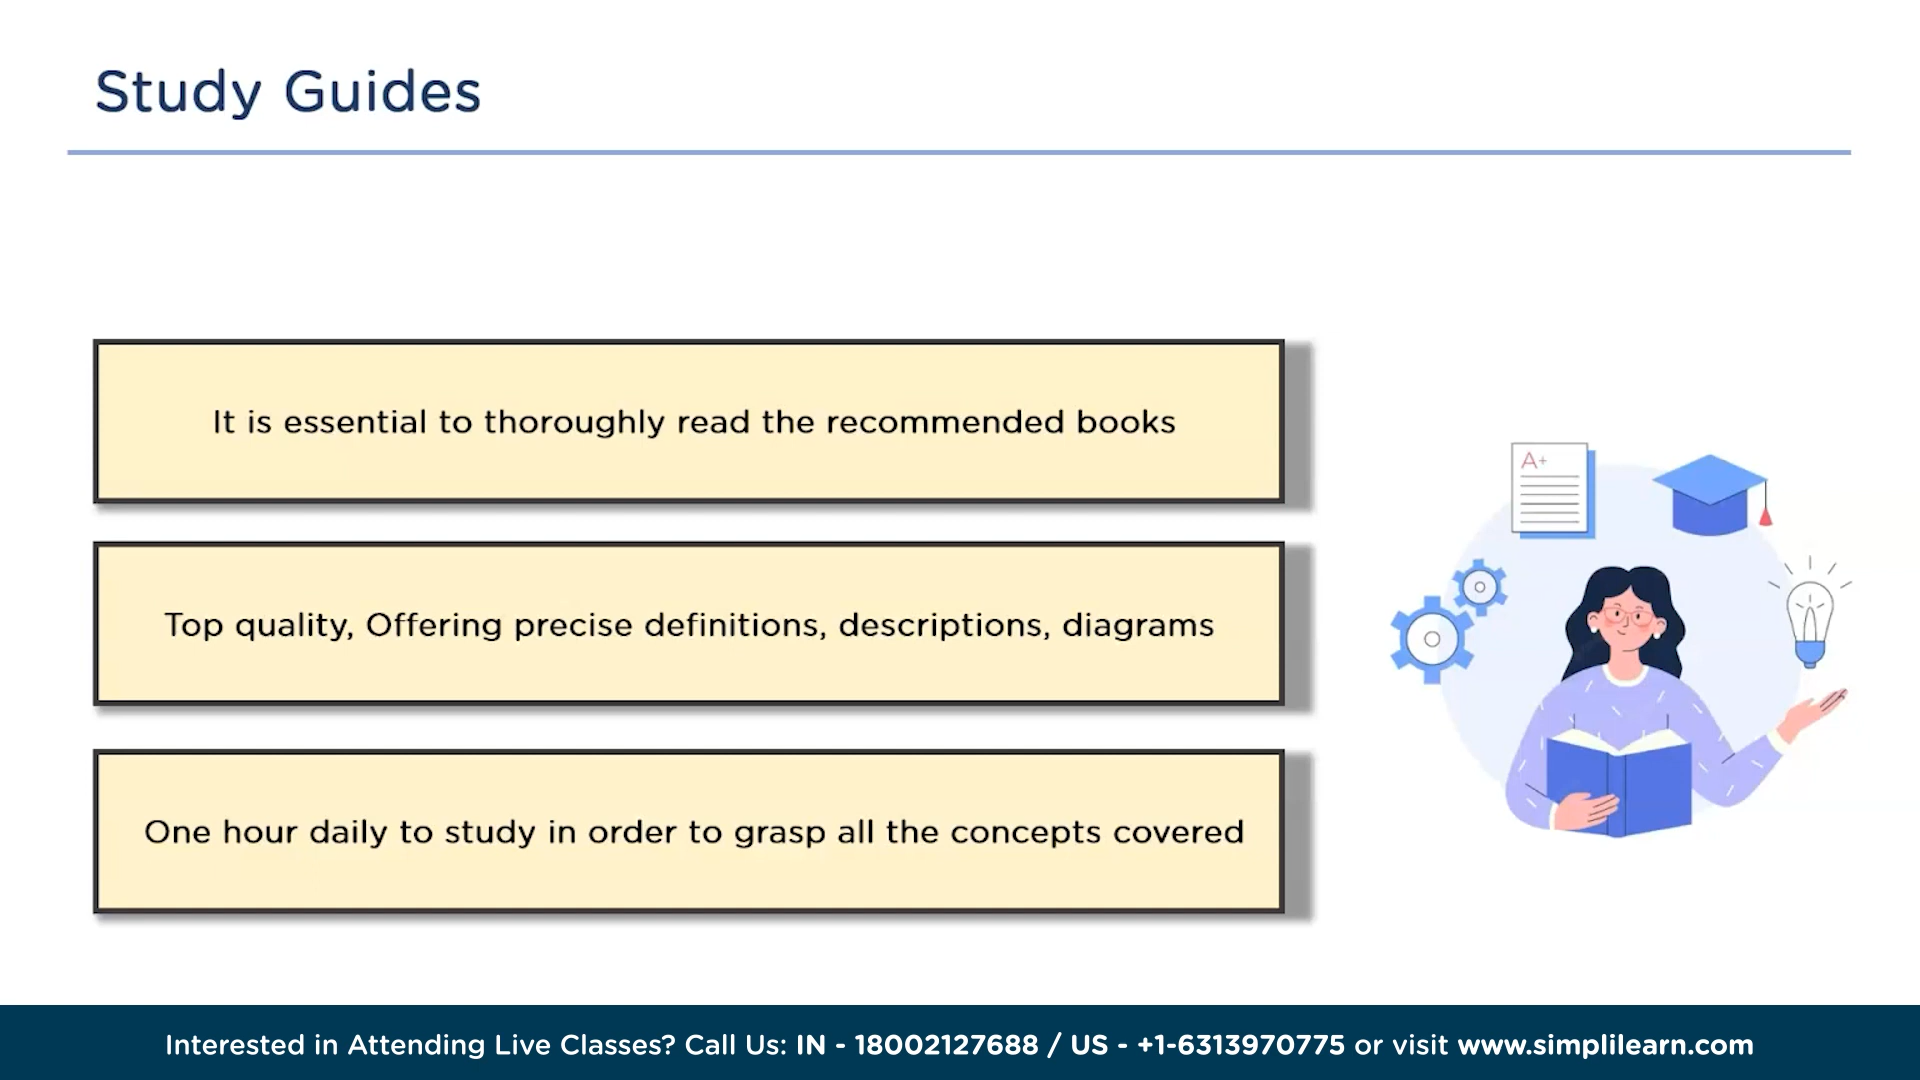 Study Guides
It is essential to thoroughly read the recommended books
A+
Top quality, Offering precise definitions, descriptions, diagrams
One hour daily to study in order to grasp all the concepts covered
Interested in Attending Live Classes? Call Us: IN - 18002127688 / US - +1-6313970775 or visit www.simplilearn.com